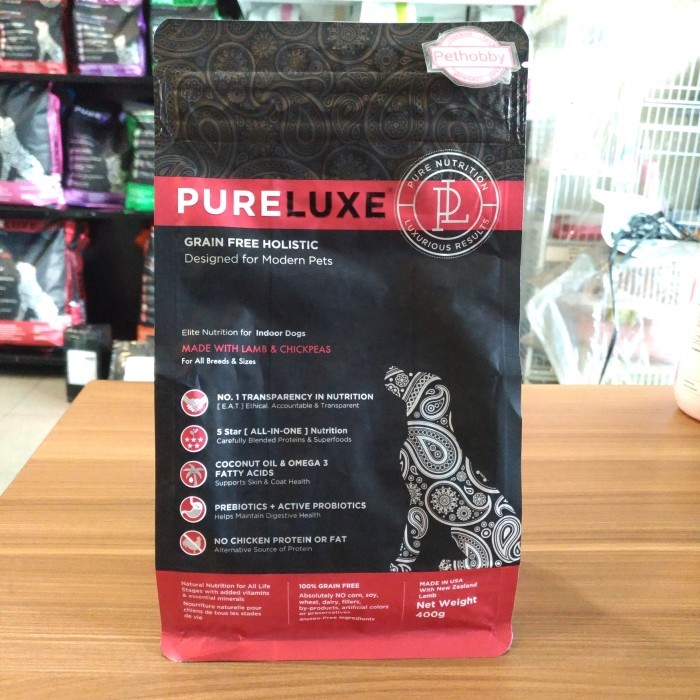 Pethobby
PURE NUTRITION
PL
LUXURIOUS RESULTS
PURELUXE
GRAIN FREE HOLISTIC
Designed for Modern Pets
Elite Nutrition for Indoor Dogs
MADE WITH LAMB & CHICKPEAS
For All Breeds & Sizes
NO. 1 TRANSPARENCY IN NUTRITION
[ E.A.T. ] Ethical, Accountable & Transparent
5 Star [ ALL-IN-ONE ] Nutrition
Carefully Blended Proteins & Superfoods
COCONUT OIL & OMEGA 3
FATTY ACIDS
Supports Skin & Coat Health
PREBIOTICS + ACTIVE PROBIOTICS
Helps Maintain Digestive Health
NO CHICKEN PROTEIN OR FAT
Alternative Source of Protein
Natural Nutrition for All Life
Stages with added vitamins
& essential minerals
Nourriture naturelle pour
chiens de tous les stades
de vie
100% GRAIN FREE
Absolutely NO corn, soy,
wheat, dairy, fillers,
by-products, artificial colors
or preservatives
Gluten-Free Ingredients
MADE IN USA
With New Zealand
Lamb
Net Weight
400g